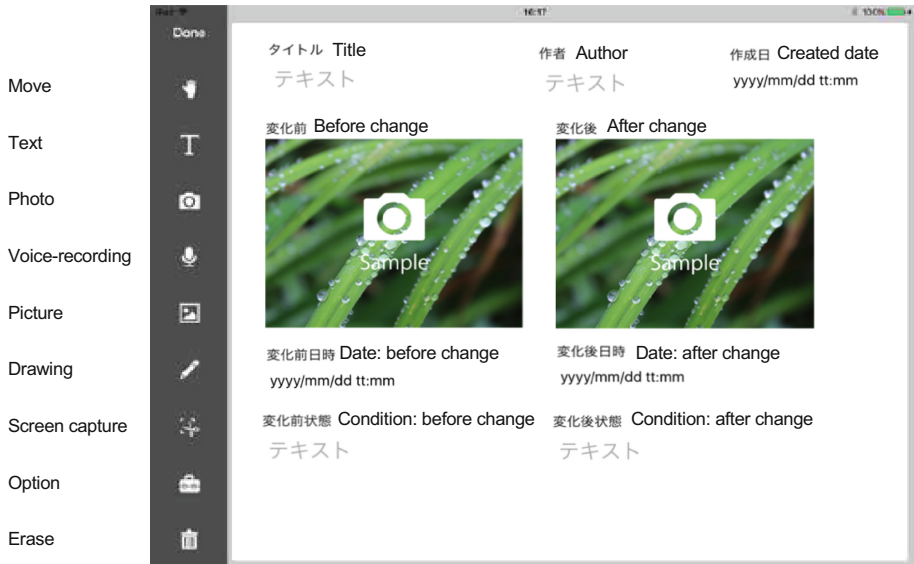 iPad 16:17 100%
Done
Move
Text
Photo
Voice-recording
Picture
Drawing
Screen capture
Option
Erase
タイトル Title
テキスト
作者 Author
テキスト
作成日 Created date
yyyy/mm/dd tt:mm
変化前 Before change
Sample
変化後 After change
Sample
変化前日時 Date: before change
yyyy/mm/dd tt:mm
変化後日時 Date: after change
yyyy/mm/dd tt:mm
変化前状態 Condition: before change
テキスト
変化後状態 Condition: after change
テキスト